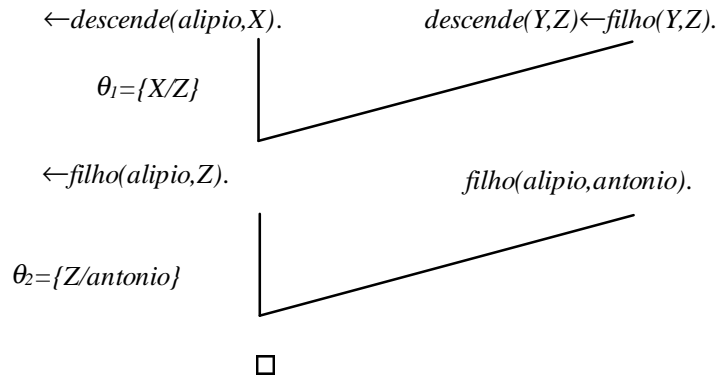 ←descende(alipio,X). descende(Y,Z)←filho(Y,Z).
θ1={X/Z}
←filho(alipio,Z). filho(alipio,antonio).
θ2={Z/antonio}
□